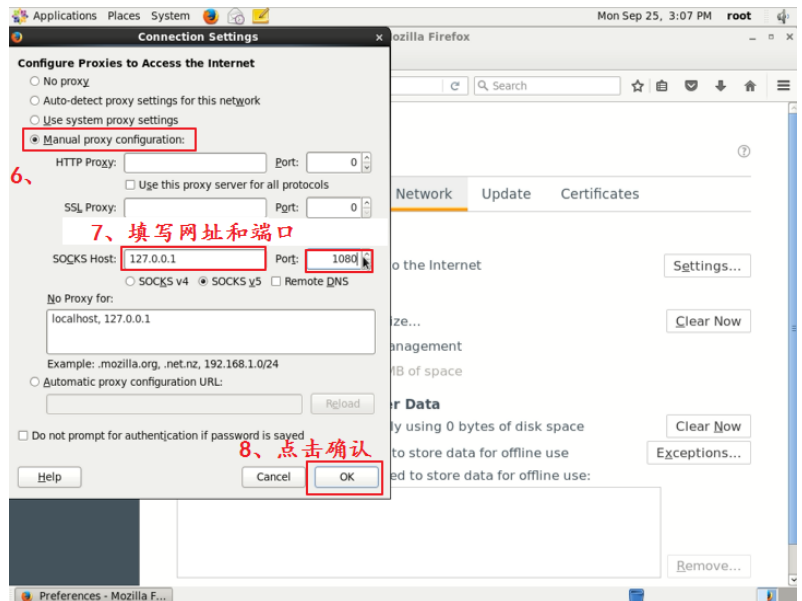 Applications Places System Mon Sep 25, 3:07 PM root
Connection Settings
ozilla Firefox
Configure Proxies to Access the Internet
No proxy
Auto-detect proxy settings for this network
Search
Use system proxy settings
Manual proxy configuration:
6、
HTTP Proxy: Port: 0
Use this proxy server for all protocols
Network Update Certificates
SSL Proxy: Port: 0
7、填写网址和端口
SOCKS Host: 127.0.0.1 Port: 1080
o the Internet Settings...
SOCKS v4 SOCKS v5 Remote DNS
No Proxy for:
localhost, 127.0.0.1
ize... Clear Now
anagement
Example: .mozilla.org, .net.nz, 192.168.1.0/24
MB of space
Automatic proxy configuration URL:
Reload
r Data
Do not prompt for authentication if password is saved
ly using 0 bytes of disk space Clear Now
8、点击确认
to store data for offline use Exceptions...
Help Cancel OK
ed to store data for offline use:
Remove...
Preferences - Mozilla F...